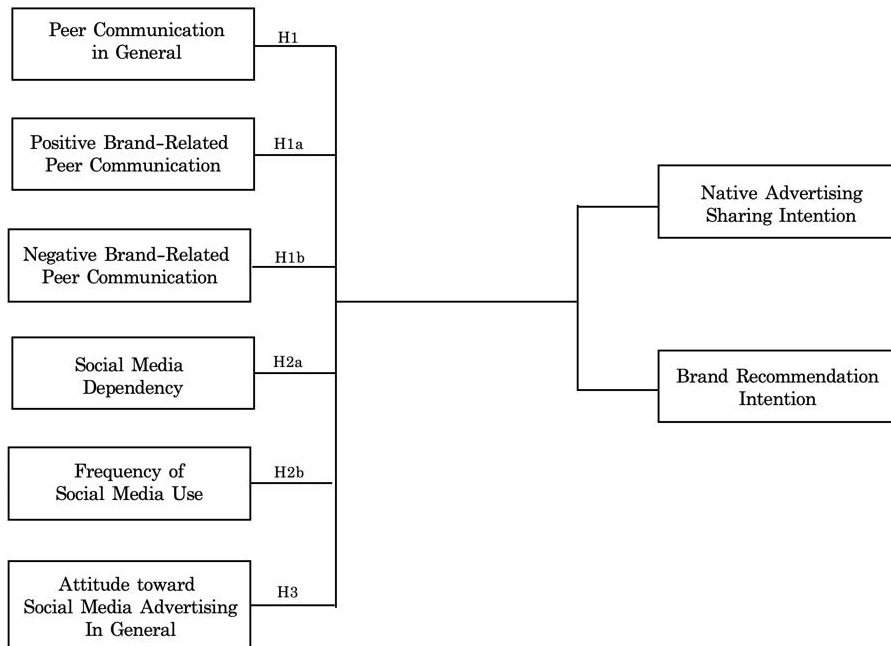 Peer Communication
in General
H1
Positive Brand-Related
Peer Communication
H1a
Negative Brand-Related
Peer Communication
H1b
Social Media
Dependency
H2a
Frequency of
Social Media Use
H2b
Attitude toward
Social Media Advertising
In General
H3
Native Advertising
Sharing Intention
Brand Recommendation
Intention